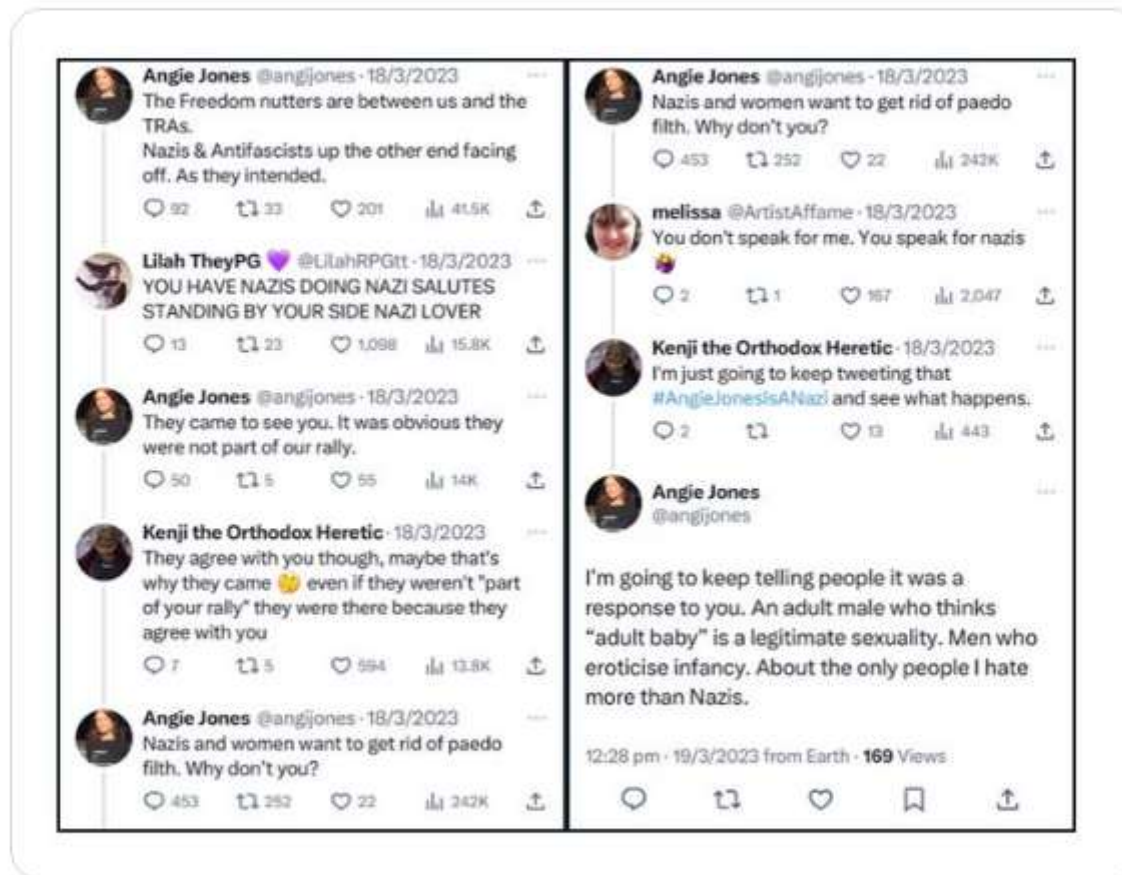 Angie Jones @angijones · 18/3/2023
The Freedom nutters are between us and the
TRAs.
Nazis & Antifascists up the other end facing
off. As they intended.
92 33 201 41.5K
Lilah TheyPG 💜 @LilahRPGtt · 18/3/2023
YOU HAVE NAZIS DOING NAZI SALUTES
STANDING BY YOUR SIDE NAZI LOVER
13 23 1,098 15.8K
Angie Jones @angijones · 18/3/2023
They came to see you. It was obvious they
were not part of our rally.
50 5 55 14K
Kenji the Orthodox Heretic · 18/3/2023
They agree with you though, maybe that's
why they came 🤔 even if they weren't "part
of your rally" they were there because they
agree with you
7 5 594 13.8K
Angie Jones @angijones · 18/3/2023
Nazis and women want to get rid of paedo
filth. Why don't you?
453 252 22 242K
Angie Jones @angijones · 18/3/2023
Nazis and women want to get rid of paedo
filth. Why don't you?
453 252 22 242K
melissa @ArtistAffame · 18/3/2023
You don't speak for me. You speak for nazis
2 1 167 2,047
Kenji the Orthodox Heretic · 18/3/2023
I'm just going to keep tweeting that
#AngieJonesIsANazi and see what happens.
2 13 443
Angie Jones
@angijones
I'm going to keep telling people it was a
response to you. An adult male who thinks
"adult baby" is a legitimate sexuality. Men who
eroticise infancy. About the only people I hate
more than Nazis.
12:28 pm · 19/3/2023 from Earth · 169 Views